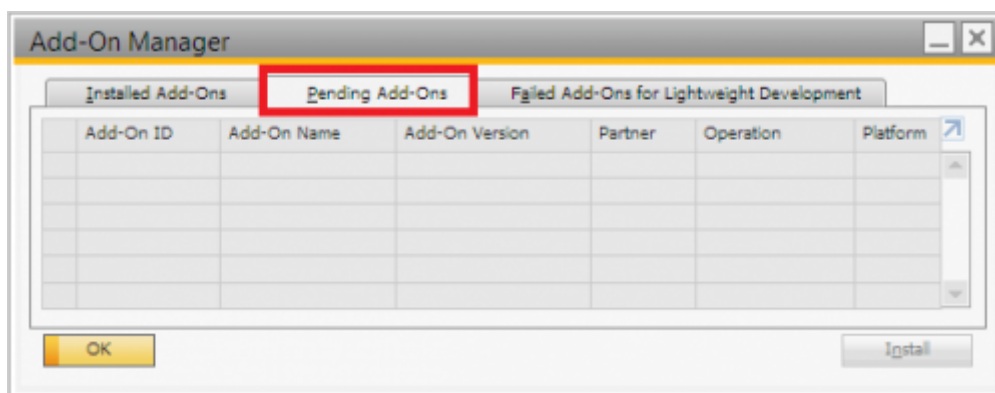 Add-On Manager
Installed Add-Ons Pending Add-Ons Failed Add-Ons for Lightweight Development
Add-On ID Add-On Name Add-On Version Partner Operation Platform
OK Install